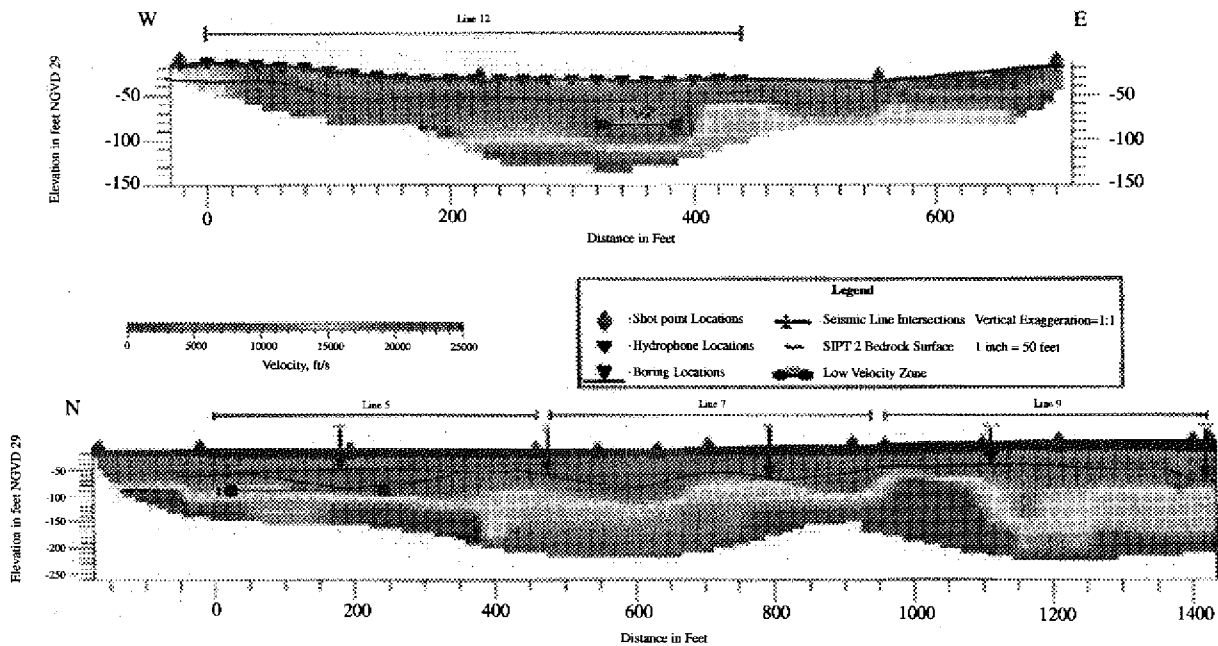 W E
Line 12
Elevation in feet NGVD 29
-50 -50
-100 -100
-150 -150
0 200 400 600
Distance in Feet
Legend
Shot point Locations Seismic Line Intersections Vertical Exaggeration=1:1
Hydrophone Locations SIPT 2 Bedrock Surface 1 inch = 50 feet
Boring Locations Low Velocity Zone
0 5000 10000 15000 20000 25000
Velocity, ft/s
N
Line 5 Line 7 Line 9
Elevation in feet NGVD 29
-50
-100
-150
-200
-250
0 200 400 600 800 1000 1200 1400
Distance in Feet